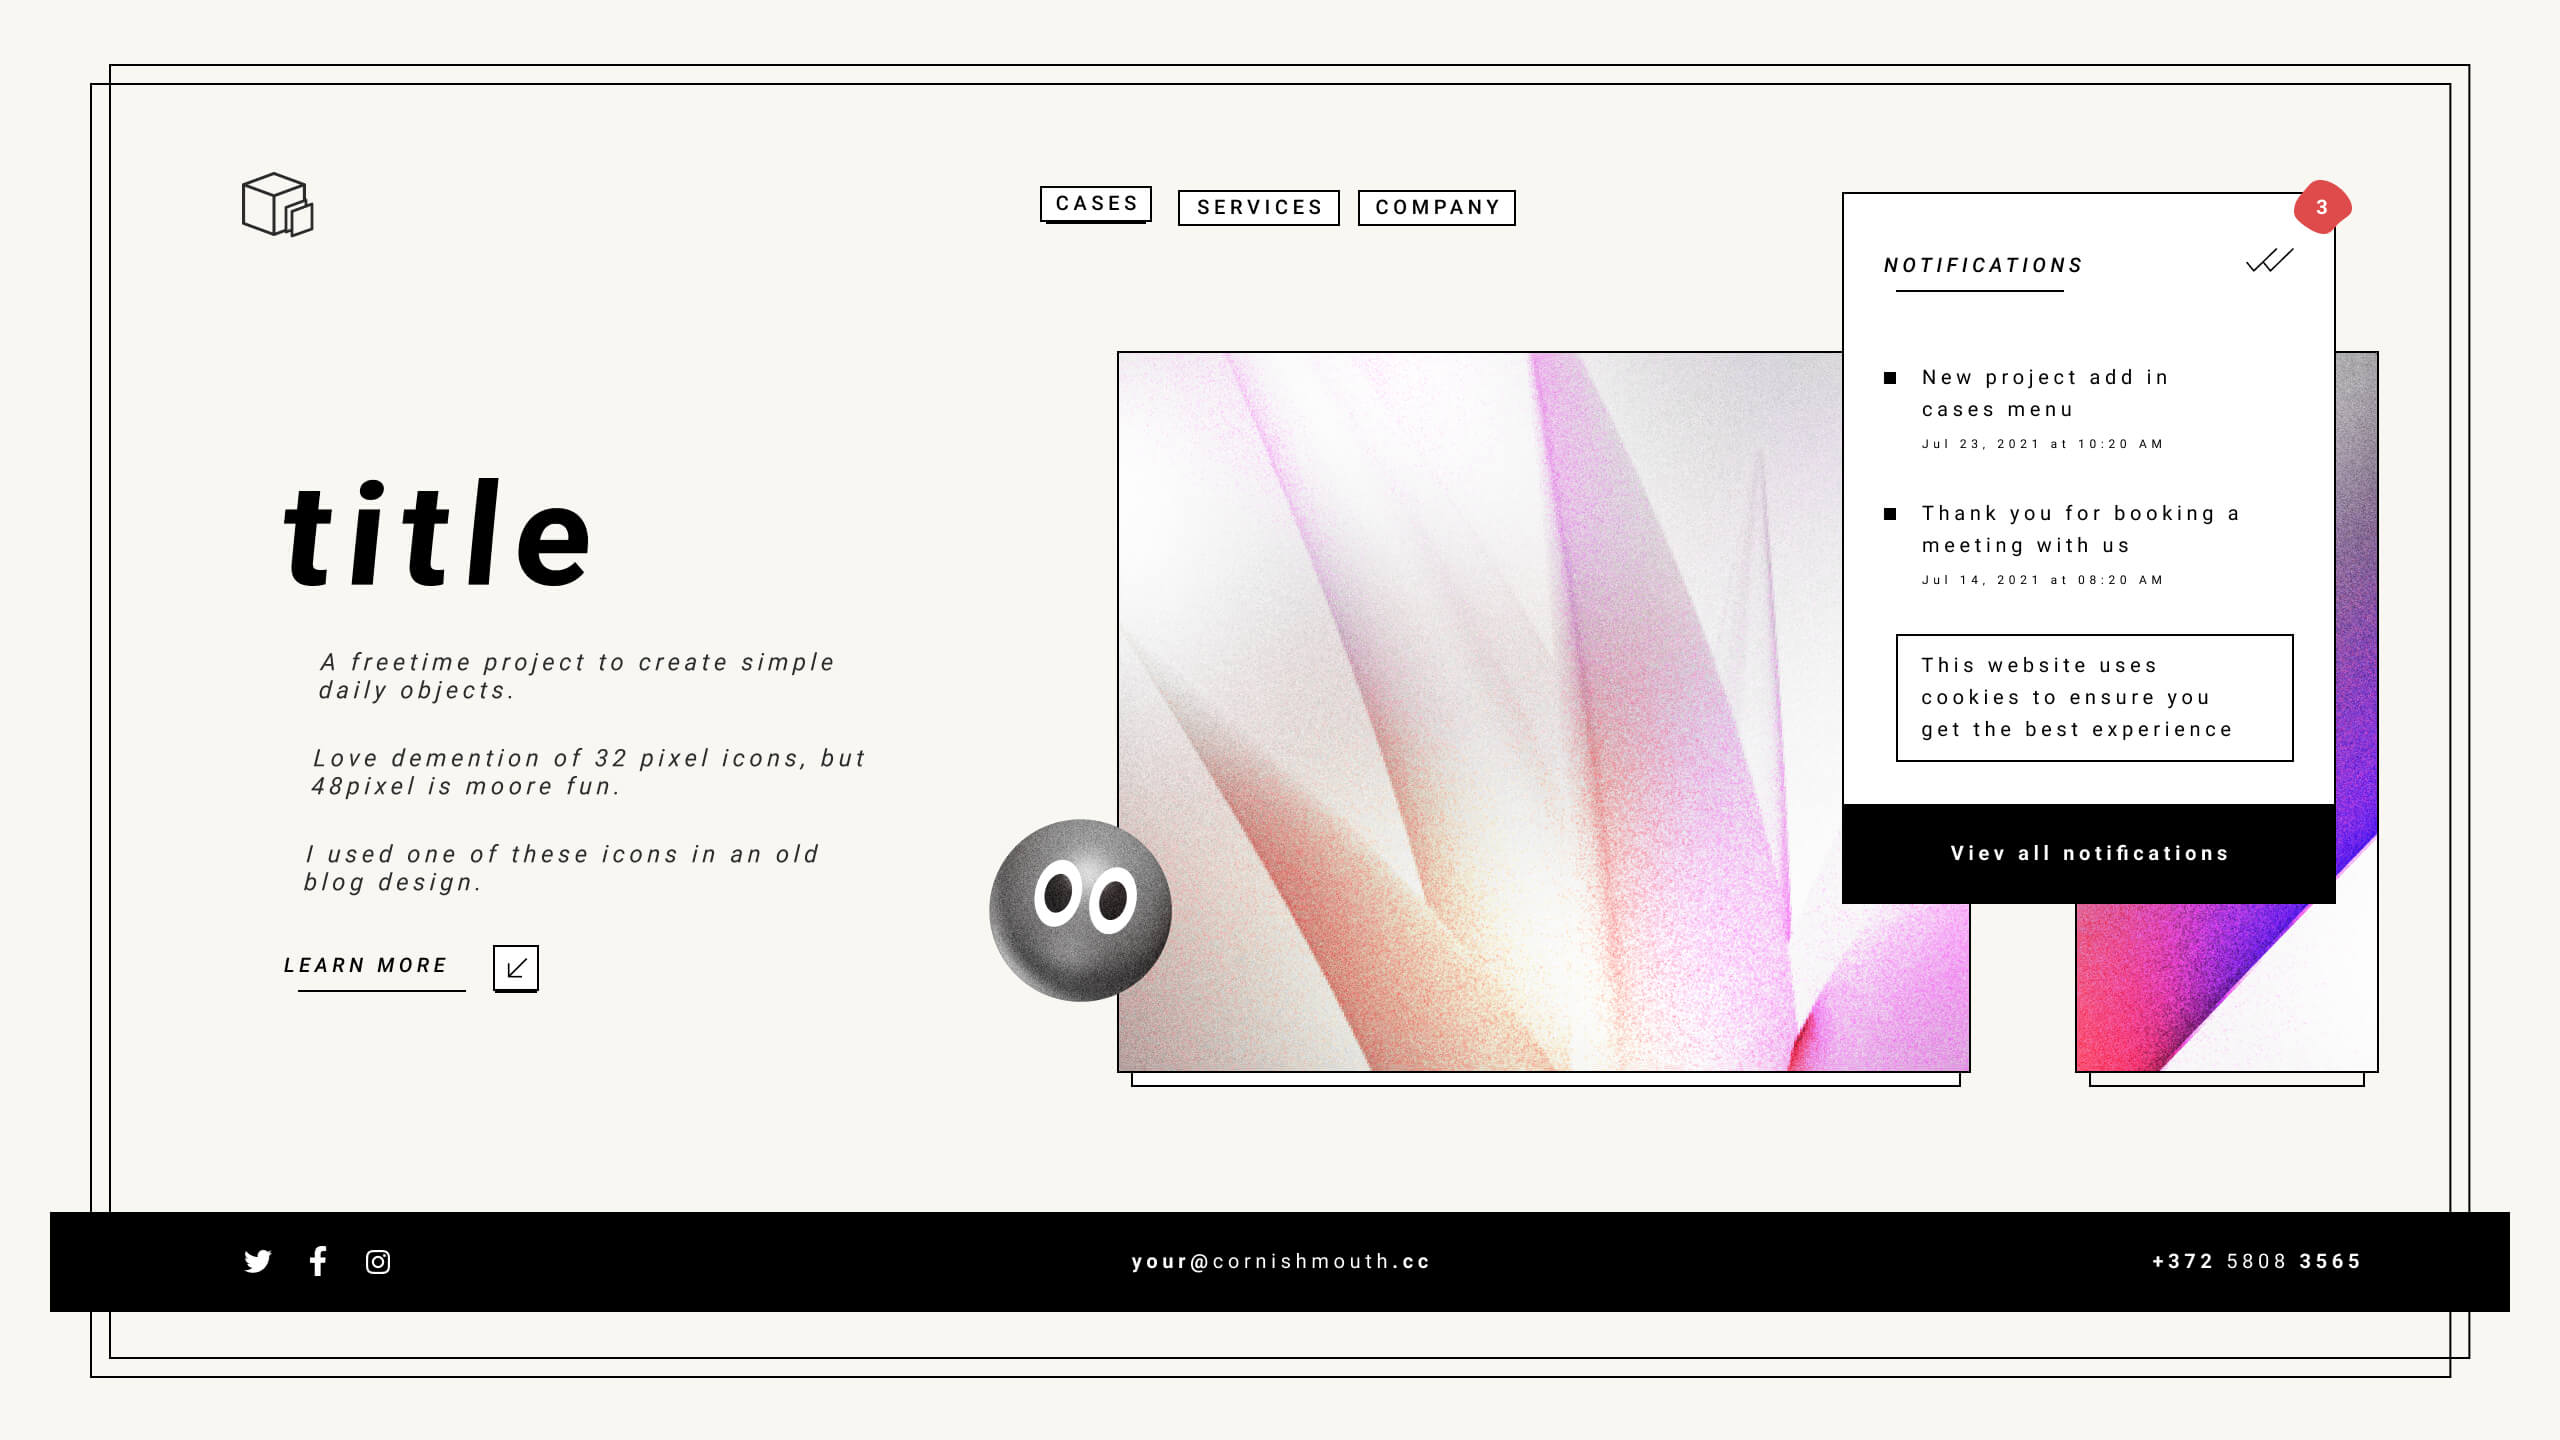 CASES
SERVICES
COMPANY
3
NOTIFICATIONS
New project add in
cases menu
Jul 23, 2021 at 10:20 AM
Thank you for booking a
meeting with us
Jul 14, 2021 at 08:20 AM
This website uses
cookies to ensure you
get the best experience
Viev all notifications
title
A freetime project to create simple
daily objects.
Love demention of 32 pixel icons, but
48pixel is moore fun.
I used one of these icons in an old
blog design.
LEARN MORE
your@cornishmouth.cc
+372 5808 3565